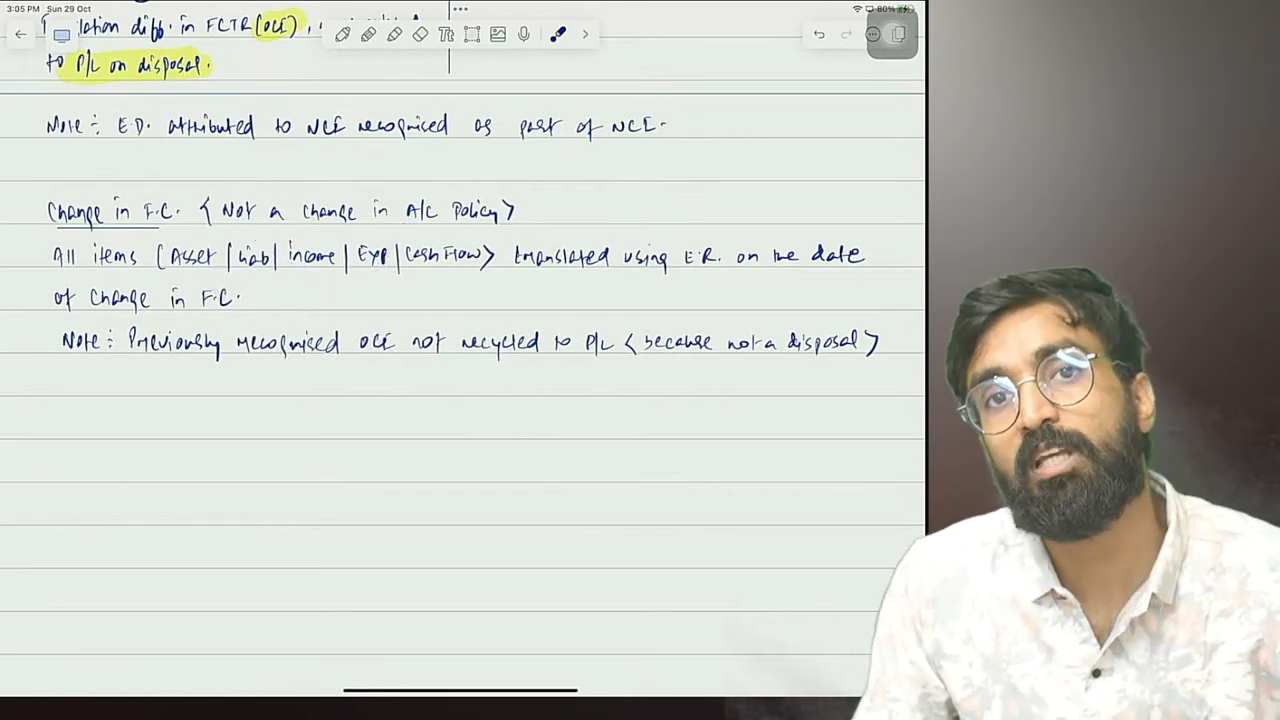 3:05 PM Sun 29 Oct
80%
lation diff. in FCTR (OCI),
to P/L on disposal.
Note: E.D. attributed to NCI recognised as part of NCI.
Change in F.C. < Not a change in A/C Policy >
All items [Asset | Liab | income | Exp | Cash Flow > translated using E.R. on the date
of change in F.C.
Note: Previously recognised OCI not recycled to P/L < because not a disposal >